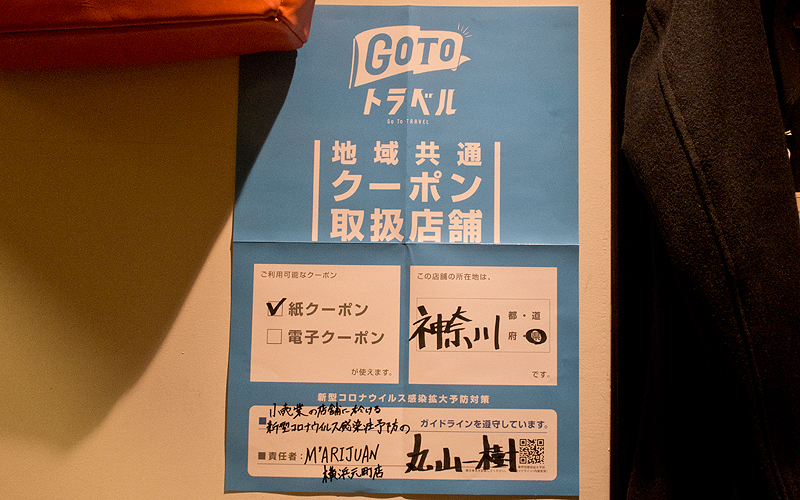 GOTO
トラベル
Go To TRAVEL
地域共通
クーポン
取扱店舗
ご利用可能なクーポン
紙クーポン
電子クーポン
が使えます。
この店舗の所在地は、
神奈川
都・道
府・県
です。
新型コロナウイルス感染拡大予防対策
小売業の店舗に於ける
新型コロナウイルス感染症予防の
ガイドラインを遵守しています。
■責任者: M'ARIJUAN 丸山一樹
横浜元町店